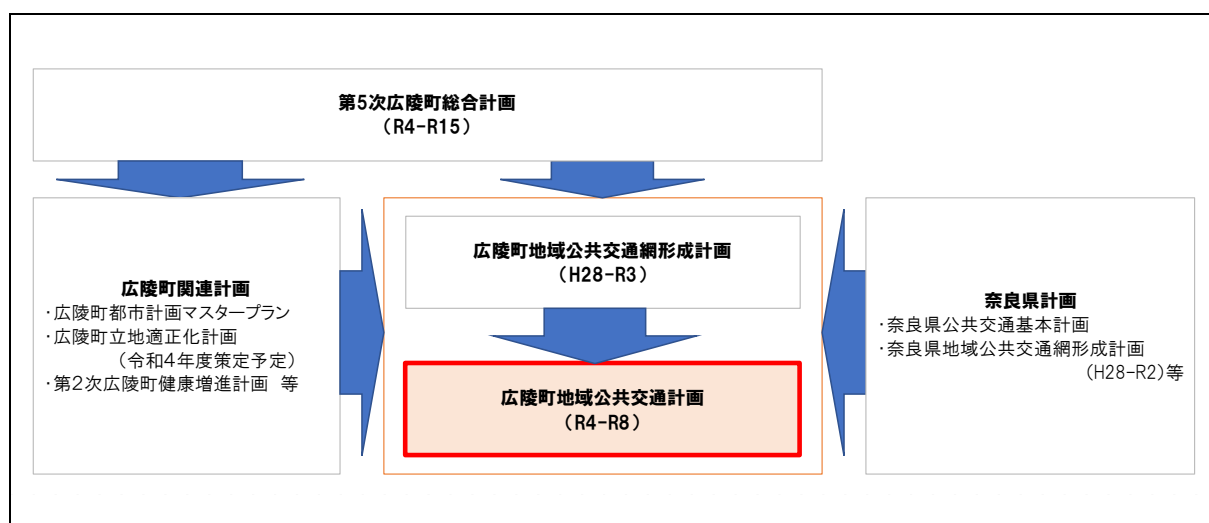 第5次広陵町総合計画
(R4-R15)
広陵町関連計画
・広陵町都市計画マスタープラン
・広陵町立地適正化計画
(令和4年度策定予定)
・第2次広陵町健康増進計画 等
広陵町地域公共交通網形成計画
(H28-R3)
広陵町地域公共交通計画
(R4-R8)
奈良県計画
・奈良県公共交通基本計画
・奈良県地域公共交通網形成計画
(H28-R2)等